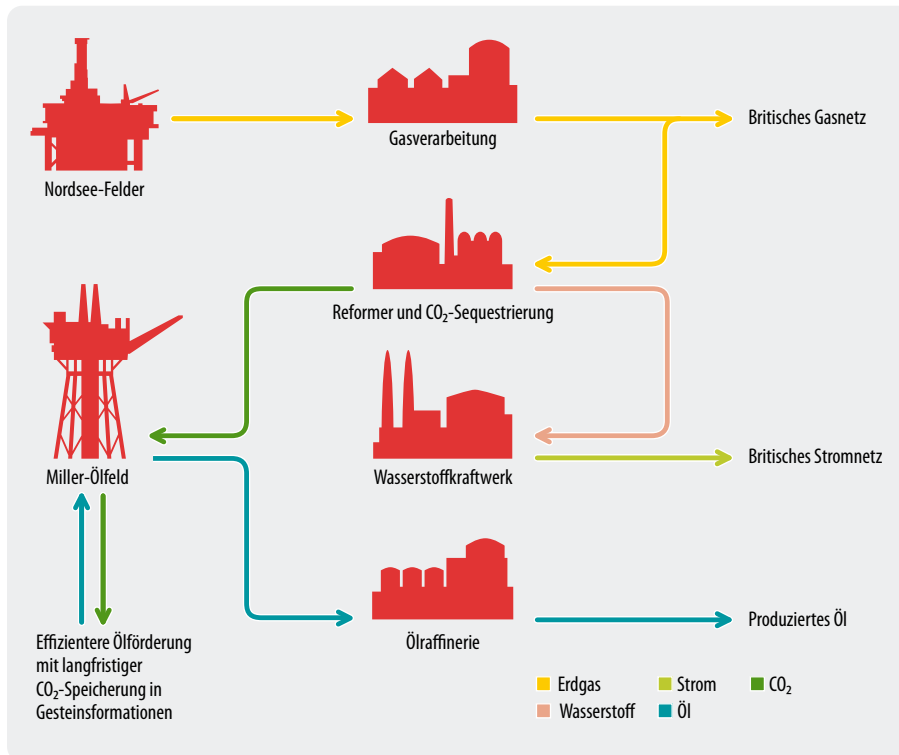 Nordsee-Felder
Gasverarbeitung
Britisches Gasnetz
Reformer und CO₂-Sequestrierung
Miller-Ölfeld
Wasserstoffkraftwerk
Britisches Stromnetz
Effizientere Ölförderung
mit langfristiger
CO₂-Speicherung in
Gesteinsformationen
Ölraffinerie
Produziertes Öl
Erdgas
Strom
CO₂
Wasserstoff
Öl